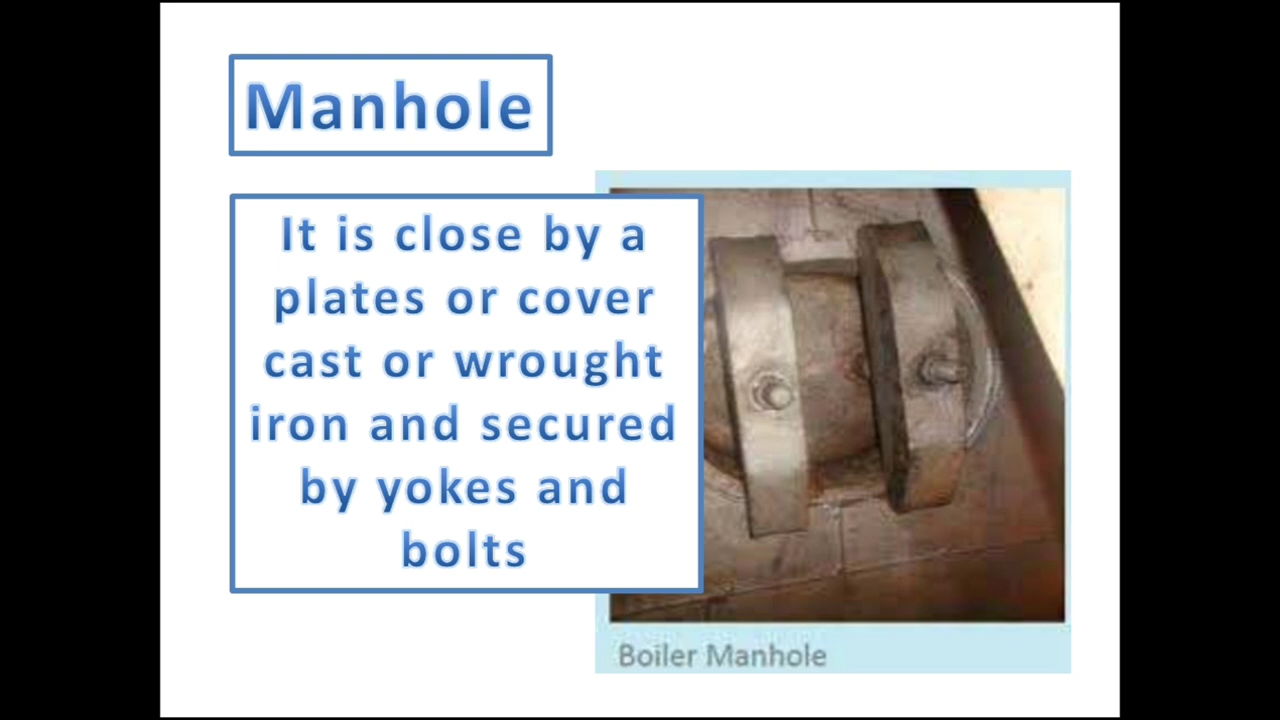 Manhole
It is close by a
plates or cover
cast or wrought
iron and secured
by yokes and
bolts
Boiler Manhole